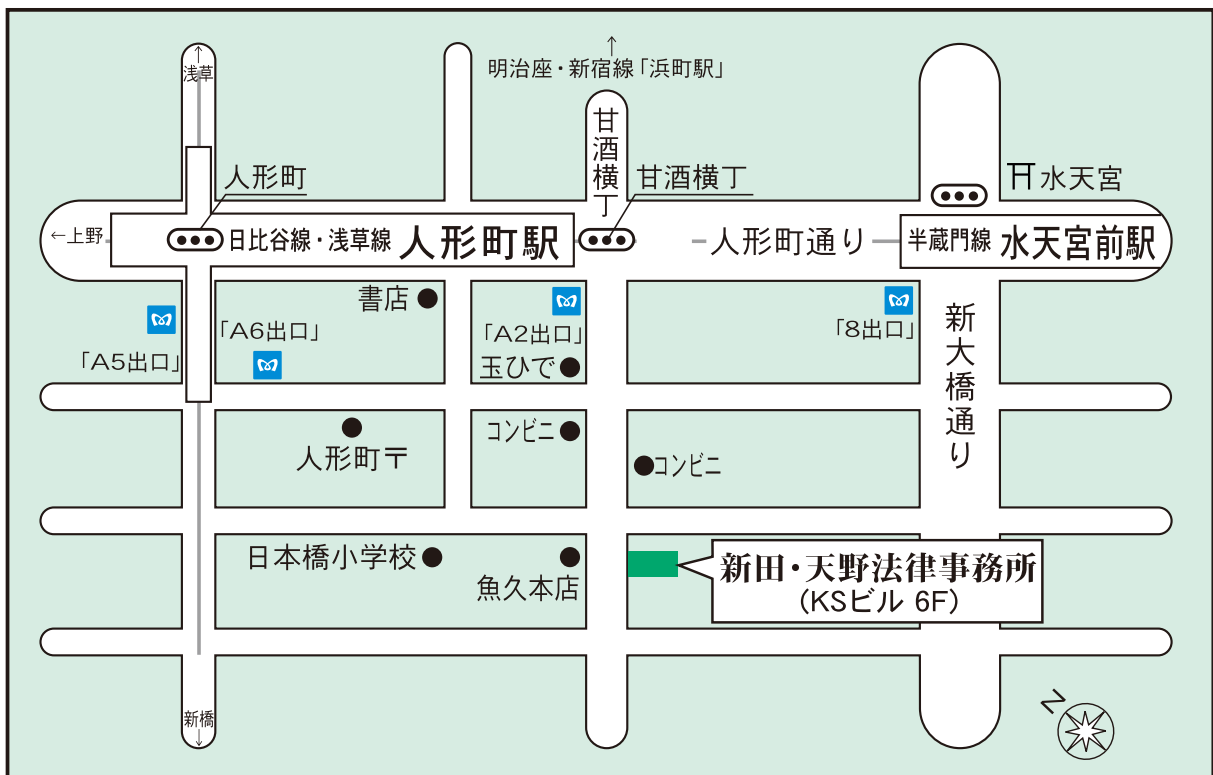 ↑
浅草
↑
明治座・新宿線「浜町駅」
甘酒横丁
人形町
甘酒横丁
水天宮
←上野
日比谷線・浅草線 人形町駅
人形町通り
半蔵門線 水天宮前駅
書店
「A6出口」
「A2出口」
「8出口」
「A5出口」
玉ひで
新大橋通り
人形町〒
コンビニ
コンビニ
日本橋小学校
魚久本店
新田・天野法律事務所
(KSビル 6F)
新橋
↓
N